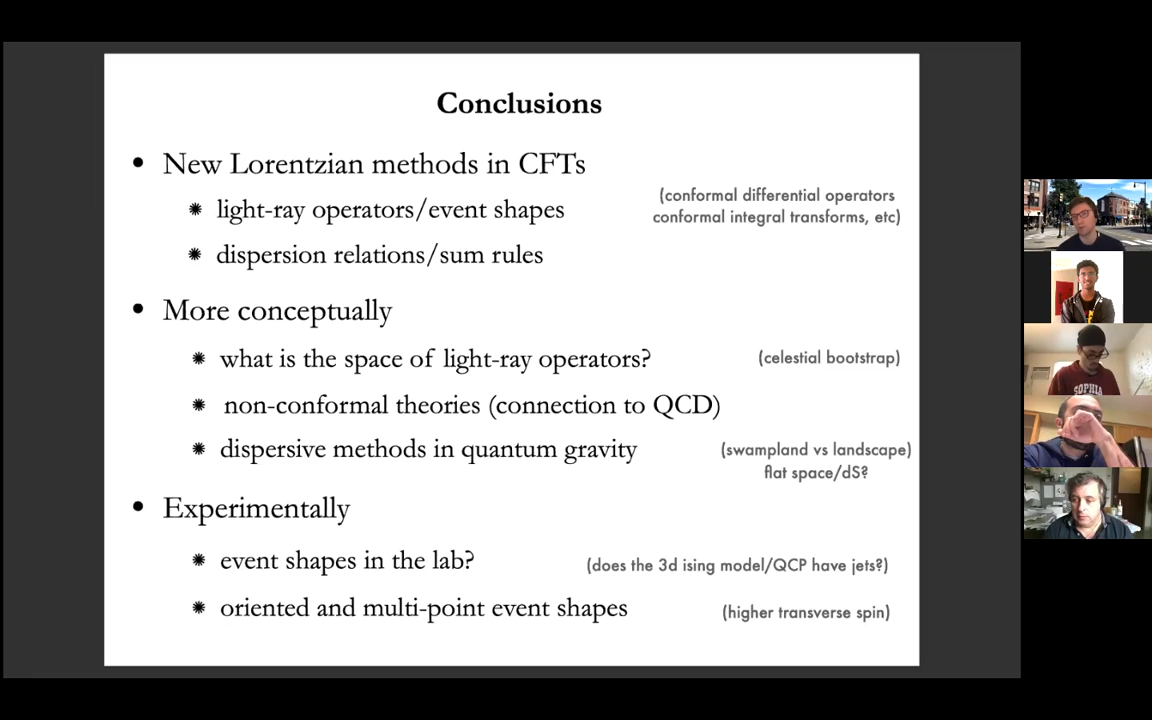 Conclusions
• New Lorentzian methods in CFTs
(conformal differential operators
conformal integral transforms, etc)
⁕ light-ray operators/event shapes
⁕ dispersion relations/sum rules
• More conceptually
⁕ what is the space of light-ray operators?
(celestial bootstrap)
⁕ non-conformal theories (connection to QCD)
⁕ dispersive methods in quantum gravity
(swampland vs landscape)
flat space/dS?
• Experimentally
⁕ event shapes in the lab?
(does the 3d ising model/QCP have jets?)
⁕ oriented and multi-point event shapes
(higher transverse spin)
SOPHIA